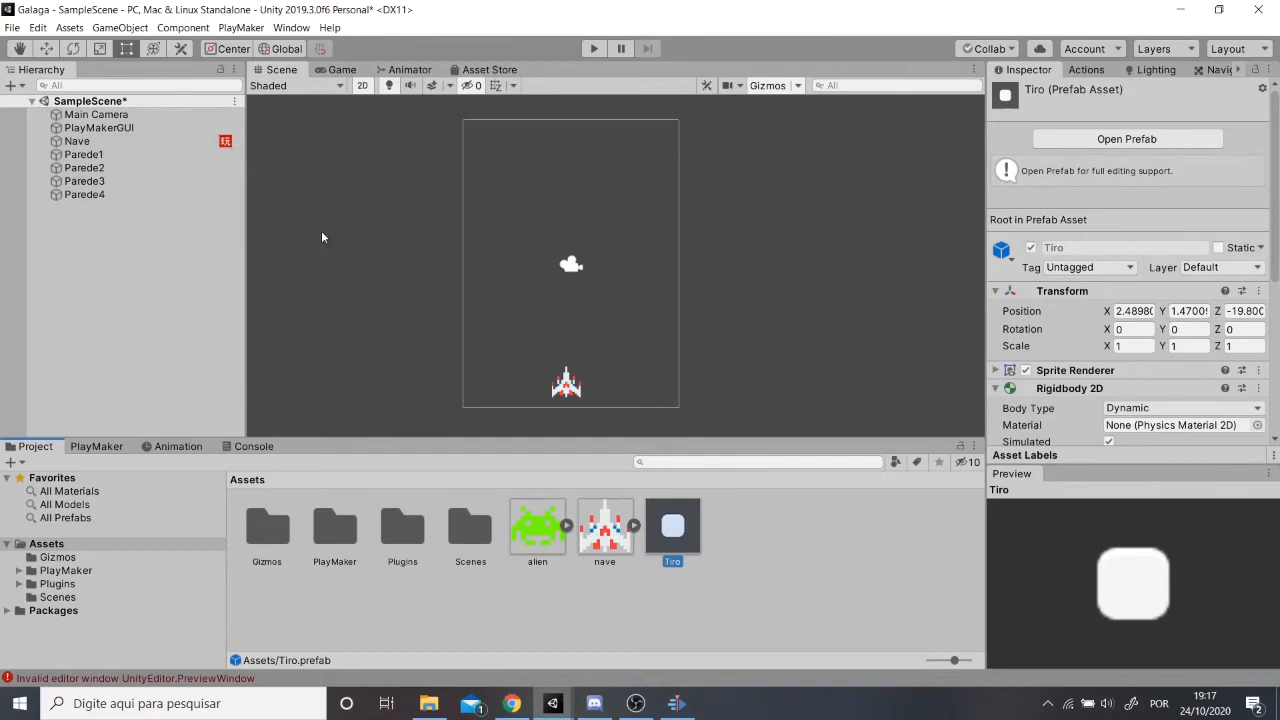 Galaga - SampleScene - PC, Mac & Linux Standalone - Unity 2019.3.0f6 Personal* <DX11>
File Edit Assets GameObject Component PlayMaker Window Help
Center Global Collab Account Layers Layout
Hierarchy
All
SampleScene*
Main Camera
PlayMakerGUI
Nave 玩
Parede1
Parede2
Parede3
Parede4
Scene Game Animator Asset Store
Shaded 2D 0 Gizmos All
Inspector Actions Lighting Navig
Tiro (Prefab Asset)
Open Prefab
Open Prefab for full editing support.
Root in Prefab Asset
Tiro Static
Tag Untagged Layer Default
Transform
Position X 2.4898 Y 1.4700 Z -19.800
Rotation X 0 Y 0 Z 0
Scale X 1 Y 1 Z 1
Sprite Renderer
Rigidbody 2D
Body Type Dynamic
Material None (Physics Material 2D)
Simulated
Asset Labels
Preview
Tiro
Project PlayMaker Animation Console
10
Favorites
All Materials
All Models
All Prefabs
Assets
Gizmos
PlayMaker
Plugins
Scenes
Packages
Assets
Gizmos PlayMaker Plugins Scenes alien nave Tiro
Assets/Tiro.prefab
Invalid editor window UnityEditor.PreviewWindow
Digite aqui para pesquisar
1
POR
19:17
24/10/2020
2